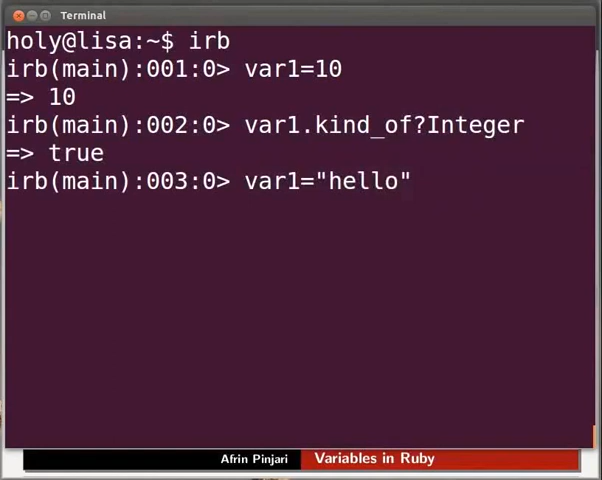 Terminal
holy@lisa:~$ irb
irb(main):001:0> var1=10
=> 10
irb(main):002:0> var1.kind_of?Integer
=> true
irb(main):003:0> var1="hello"
Afrin Pinjari Variables in Ruby